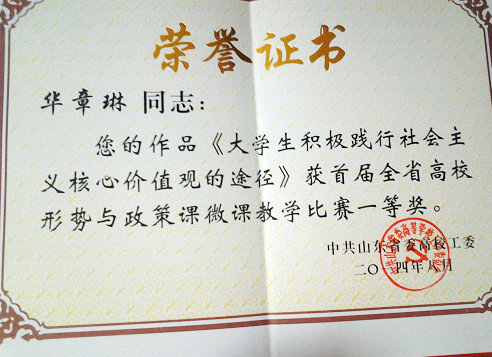 荣誉证书
华章琳 同志：
您的作品《大学生积极践行社会主
义核心价值观的途径》获首届全省高校
形势与政策课微课教学比赛一等奖。
中共山东省委高校工委
二〇一四年八月